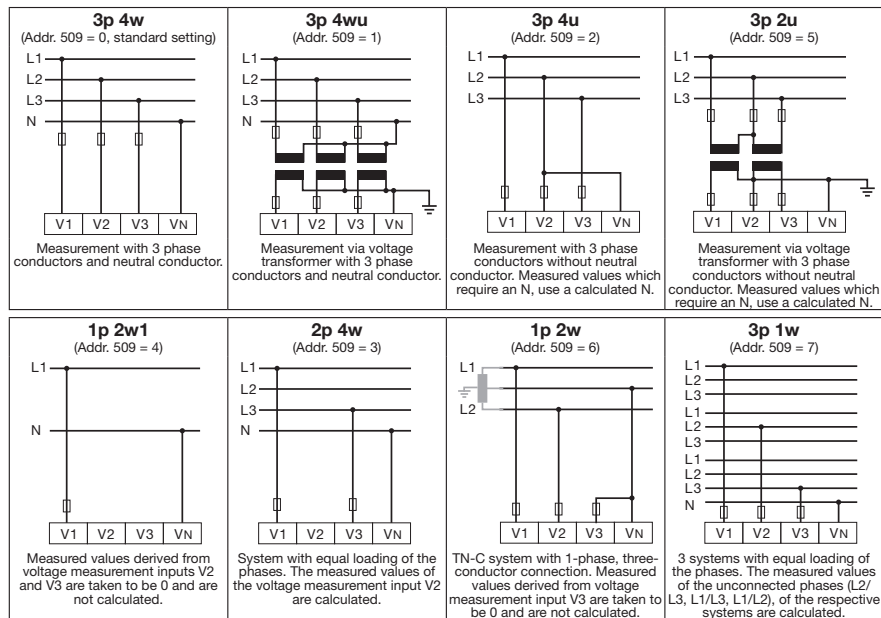 3p 4w
(Addr. 509 = 0, standard setting)
L1
L2
L3
N
V1 V2 V3 VN
Measurement with 3 phase
conductors and neutral conductor.
3p 4wu
(Addr. 509 = 1)
L1
L2
L3
N
V1 V2 V3 VN
Measurement via voltage
transformer with 3 phase
conductors and neutral conductor.
3p 4u
(Addr. 509 = 2)
L1
L2
L3
V1 V2 V3 VN
Measurement with 3 phase
conductors without neutral
conductor. Measured values which
require an N, use a calculated N.
3p 2u
(Addr. 509 = 5)
L1
L2
L3
V1 V2 V3 VN
Measurement via voltage
transformer with 3 phase
conductors without neutral
conductor. Measured values which
require an N, use a calculated N.
1p 2w1
(Addr. 509 = 4)
L1
N
V1 V2 V3 VN
Measured values derived from
voltage measurement inputs V2
and V3 are taken to be 0 and are
not calculated.
2p 4w
(Addr. 509 = 3)
L1
L2
L3
N
V1 V2 V3 VN
System with equal loading of the
phases. The measured values of
the voltage measurement input V2
are calculated.
1p 2w
(Addr. 509 = 6)
L1
L2
V1 V2 V3 VN
TN-C system with 1-phase, three-
conductor connection. Measured
values derived from voltage
measurement input V3 are taken to
be 0 and are not calculated.
3p 1w
(Addr. 509 = 7)
L1
L2
L3
L1
L2
L3
L1
L2
L3
N
V1 V2 V3 VN
3 systems with equal loading of
the phases. The measured values
of the unconnected phases (L2/
L3, L1/L3, L1/L2), of the respective
systems are calculated.